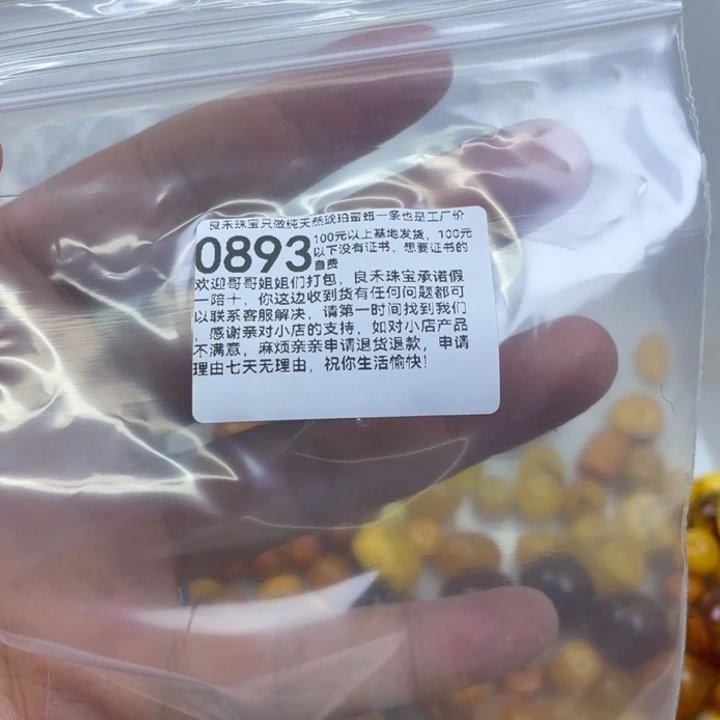 良禾珠宝只做纯天然琥珀蜜蜡一条也是工厂价
0893
100元以上基地发货，100元
以下没有证书，想要证书的
自费
欢迎哥哥姐姐们打包，良禾珠宝承诺假
一陪十，你这边收到货有任何问题都可
以联系客服解决，请第一时间找到我们
，感谢亲对小店的支持，如对小店产品
不满意，麻烦亲亲申请退货退款，申请
理由七天无理由，祝你生活愉快！